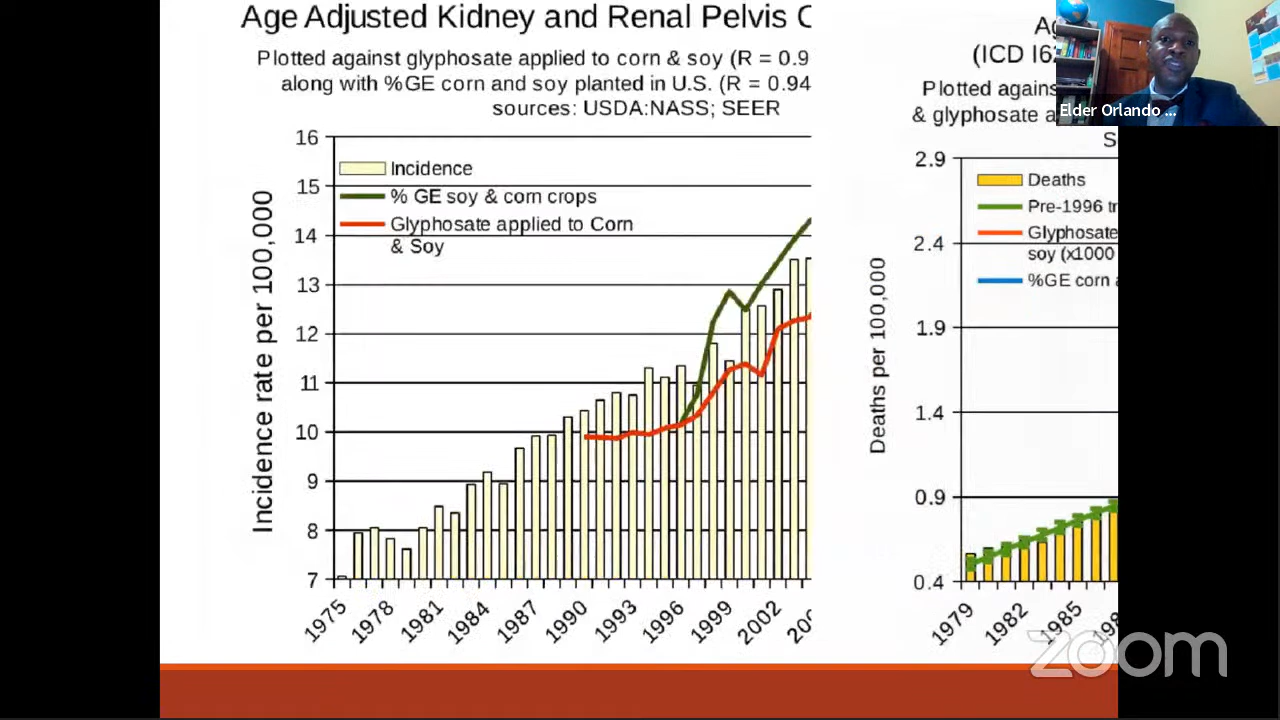 Age Adjusted Kidney and Renal Pelvis C
Plotted against glyphosate applied to corn & soy (R = 0.9
along with %GE corn and soy planted in U.S. (R = 0.94
sources: USDA:NASS; SEER
16
15
14
13
12
11
10
9
8
7
Incidence rate per 100,000
Incidence
% GE soy & corn crops
Glyphosate applied to Corn
& Soy
1975
1978
1981
1984
1987
1990
1993
1996
1999
2002
Ag
(ICD I62
Plotted agains
& glyphosate a
S
2.9
2.4
1.9
1.4
0.9
0.4
Deaths per 100,000
Deaths
Pre-1996 tr
Glyphosate
soy (x1000
%GE corn a
1979
1982
1985
198
Elder Orlando ...
zoom